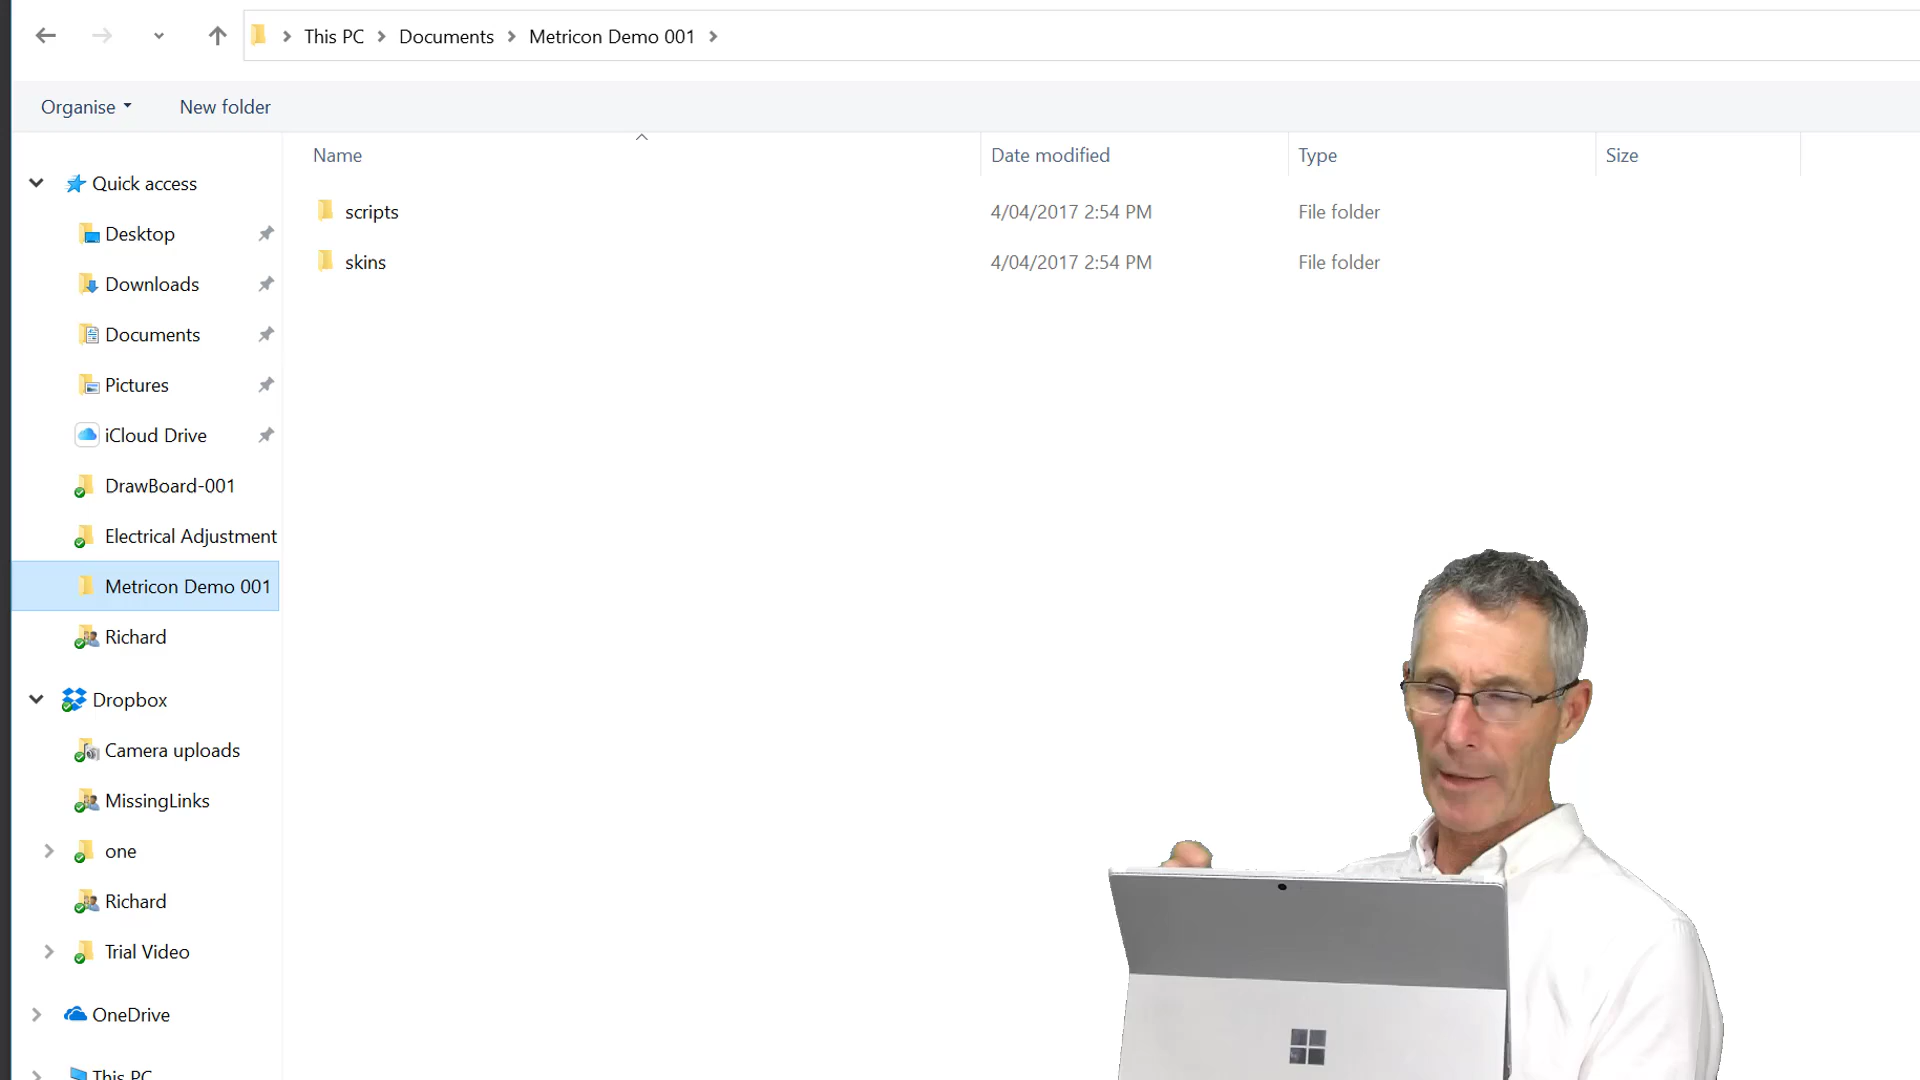 This PC
Documents
Metricon Demo 001
Organise
New folder
Name
Date modified
Type
Size
scripts
4/04/2017 2:54 PM
File folder
skins
4/04/2017 2:54 PM
File folder
Quick access
Desktop
Downloads
Documents
Pictures
iCloud Drive
DrawBoard-001
Electrical Adjustment
Metricon Demo 001
Richard
Dropbox
Camera uploads
MissingLinks
one
Richard
Trial Video
OneDrive
This PC